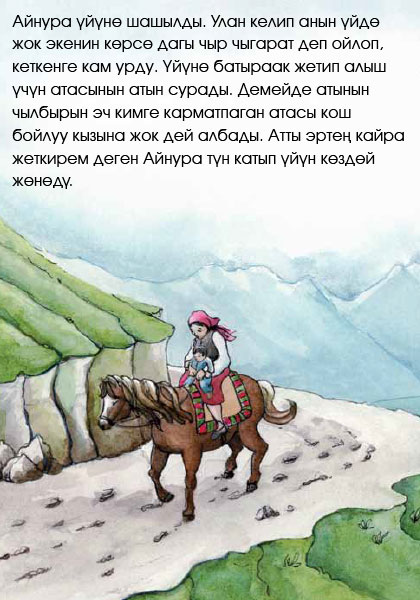 Айнура үйүнө шашылды. Улан келип анын үйдө
жок экенин көрсө дагы чыр чыгарат деп ойлоп,
кеткенге кам урду. Үйүнө батыраак жетип алыш
үчүн атасынын атын сурады. Демейде атынын
чылбырын эч кимге карматпаган атасы кош
бойлуу кызына жок дей албады. Атты эртең кайра
жеткирем деген Айнура түн катып үйүн көздөй
жөнөдү.